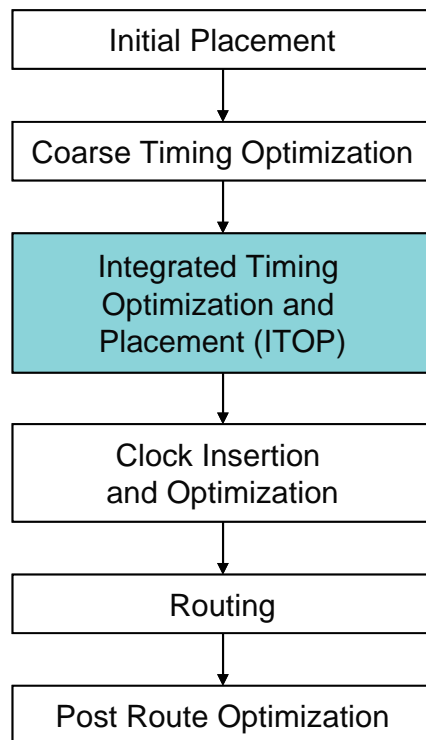 Initial Placement
Coarse Timing Optimization
Integrated Timing
Optimization and
Placement (ITOP)
Clock Insertion
and Optimization
Routing
Post Route Optimization